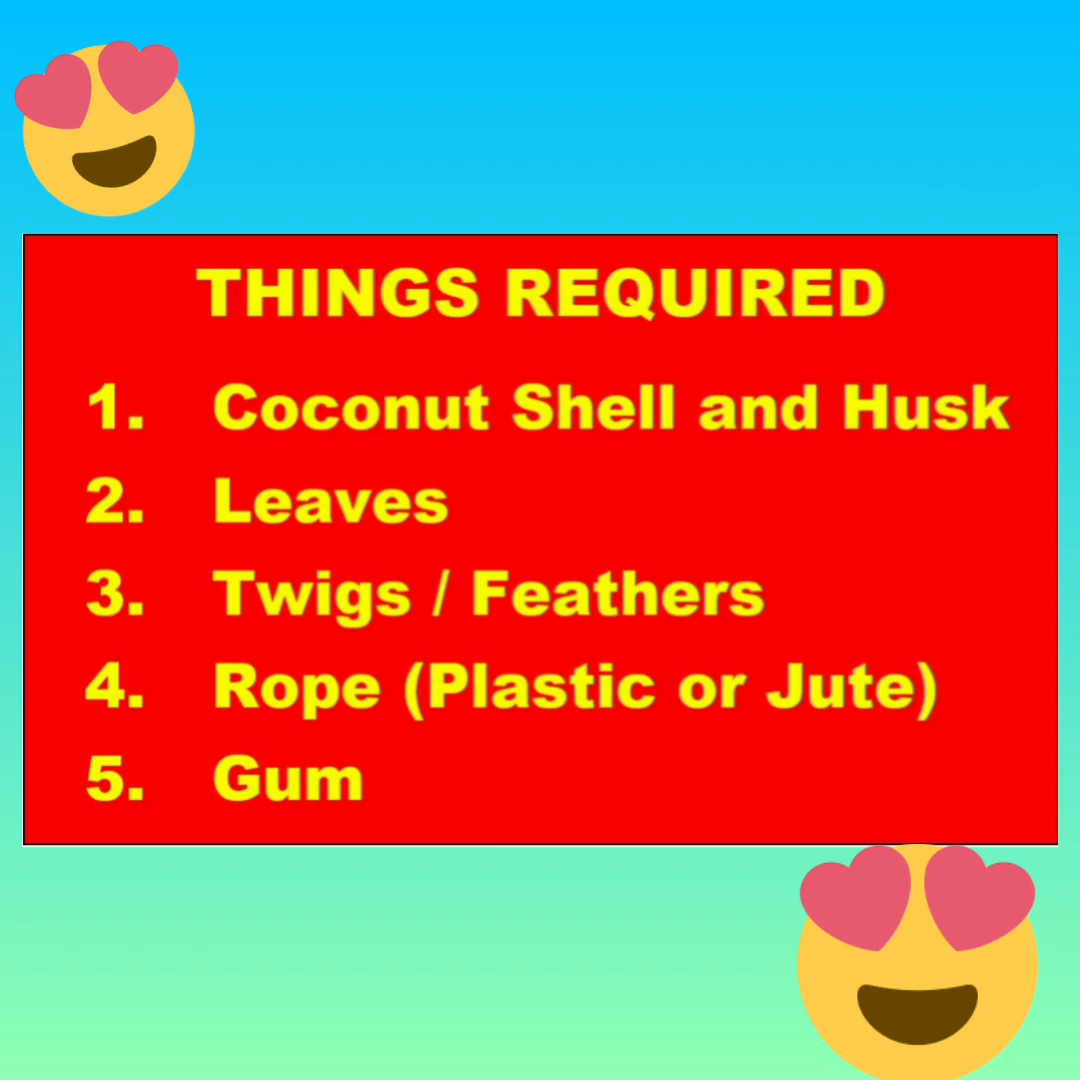 THINGS REQUIRED
1. Coconut Shell and Husk
2. Leaves
3. Twigs / Feathers
4. Rope (Plastic or Jute)
5. Gum